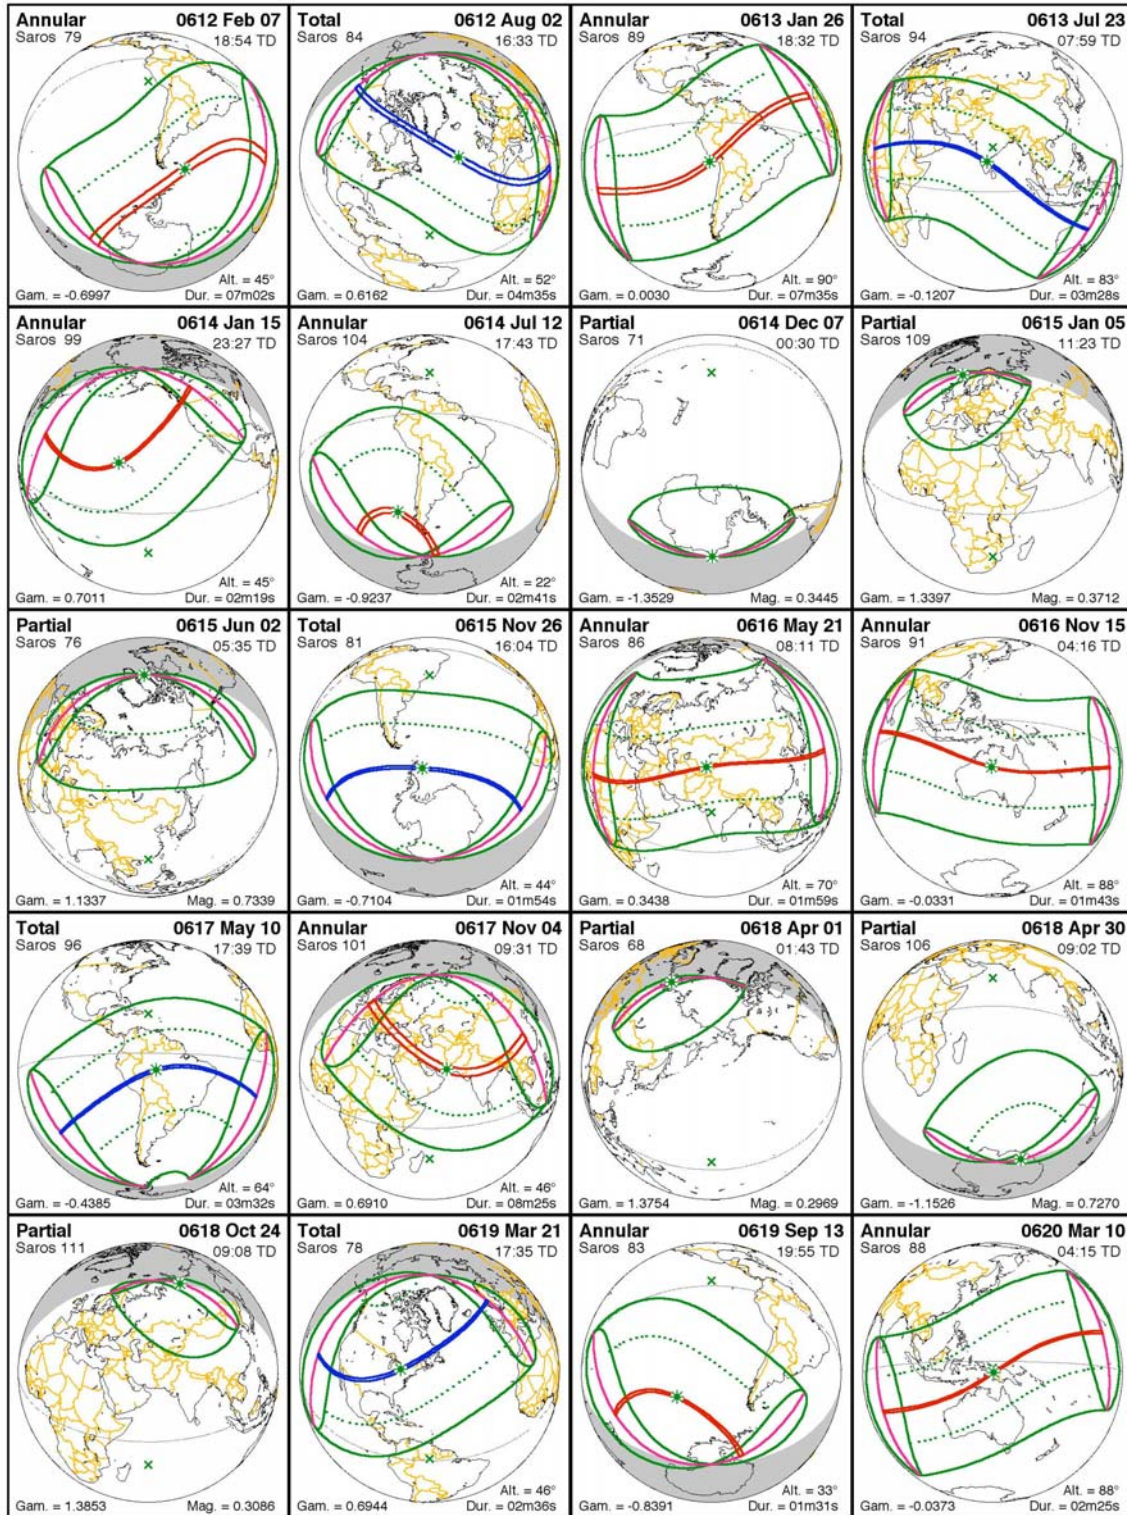 Annular 0612 Feb 07
Saros 79 18:54 TD
Alt. = 45°
Gam. = -0.6997 Dur. = 07m02s
Total 0612 Aug 02
Saros 84 16:33 TD
Alt. = 52°
Gam. = 0.6162 Dur. = 04m35s
Annular 0613 Jan 26
Saros 89 18:32 TD
Alt. = 90°
Gam. = 0.0030 Dur. = 07m35s
Total 0613 Jul 23
Saros 94 07:59 TD
Alt. = 83°
Gam. = -0.1207 Dur. = 03m28s
Annular 0614 Jan 15
Saros 99 23:27 TD
Alt. = 45°
Gam. = 0.7011 Dur. = 02m19s
Annular 0614 Jul 12
Saros 104 17:43 TD
Alt. = 22°
Gam. = -0.9237 Dur. = 02m41s
Partial 0614 Dec 07
Saros 71 00:30 TD
Gam. = -1.3529 Mag. = 0.3445
Partial 0615 Jan 05
Saros 109 11:23 TD
Gam. = 1.3397 Mag. = 0.3712
Partial 0615 Jun 02
Saros 76 05:35 TD
Gam. = 1.1337 Mag. = 0.7339
Total 0615 Nov 26
Saros 81 16:04 TD
Alt. = 44°
Gam. = -0.7104 Dur. = 01m54s
Annular 0616 May 21
Saros 86 08:11 TD
Alt. = 70°
Gam. = 0.3438 Dur. = 01m59s
Annular 0616 Nov 15
Saros 91 04:16 TD
Alt. = 88°
Gam. = -0.0331 Dur. = 01m43s
Total 0617 May 10
Saros 96 17:39 TD
Alt. = 64°
Gam. = -0.4385 Dur. = 03m32s
Annular 0617 Nov 04
Saros 101 09:31 TD
Alt. = 46°
Gam. = 0.6910 Dur. = 08m25s
Partial 0618 Apr 01
Saros 68 01:43 TD
Gam. = 1.3754 Mag. = 0.2969
Partial 0618 Apr 30
Saros 106 09:02 TD
Gam. = -1.1526 Mag. = 0.7270
Partial 0618 Oct 24
Saros 111 09:08 TD
Gam. = 1.3853 Mag. = 0.3086
Total 0619 Mar 21
Saros 78 17:35 TD
Alt. = 46°
Gam. = 0.6944 Dur. = 02m36s
Annular 0619 Sep 13
Saros 83 19:55 TD
Alt. = 33°
Gam. = -0.8391 Dur. = 01m31s
Annular 0620 Mar 10
Saros 88 04:15 TD
Alt. = 88°
Gam. = -0.0373 Dur. = 02m25s